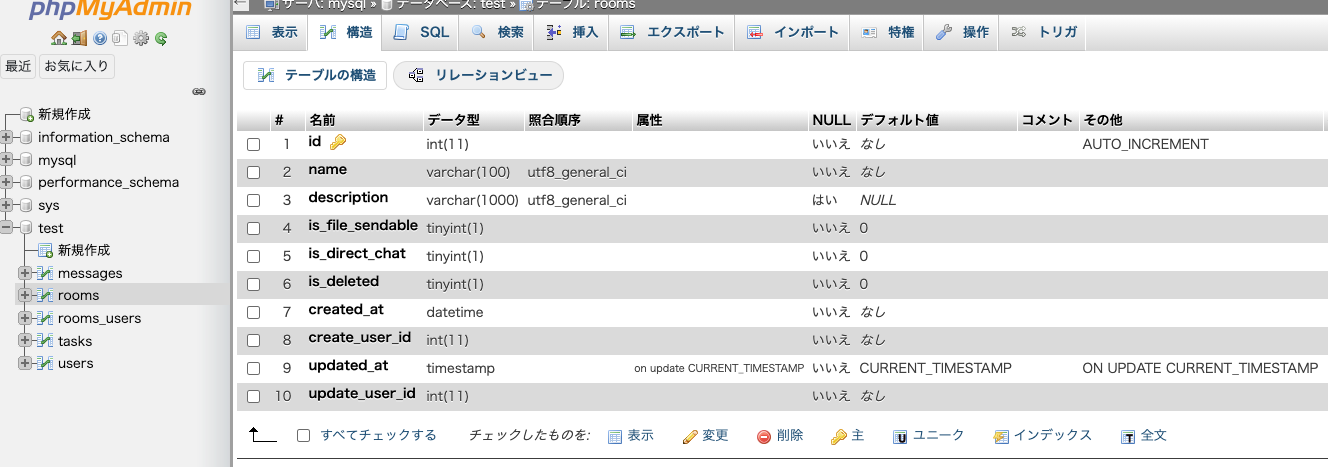 phpMyAdmin
最近 お気に入り
新規作成
information_schema
mysql
performance_schema
sys
test
新規作成
messages
rooms
rooms_users
tasks
users
サーバ: mysql » データベース: test » テーブル: rooms
表示 構造 SQL 検索 挿入 エクスポート インポート 特権 操作 トリガ
テーブルの構造 リレーションビュー
# 名前 データ型 照合順序 属性 NULL デフォルト値 コメント その他
1 id int(11) いいえ なし AUTO_INCREMENT
2 name varchar(100) utf8_general_ci いいえ なし
3 description varchar(1000) utf8_general_ci はい NULL
4 is_file_sendable tinyint(1) いいえ 0
5 is_direct_chat tinyint(1) いいえ 0
6 is_deleted tinyint(1) いいえ 0
7 created_at datetime いいえ なし
8 create_user_id int(11) いいえ なし
9 updated_at timestamp on update CURRENT_TIMESTAMP いいえ CURRENT_TIMESTAMP ON UPDATE CURRENT_TIMESTAMP
10 update_user_id int(11) いいえ なし
すべてチェックする チェックしたものを: 表示 変更 削除 主 ユニーク インデックス 全文